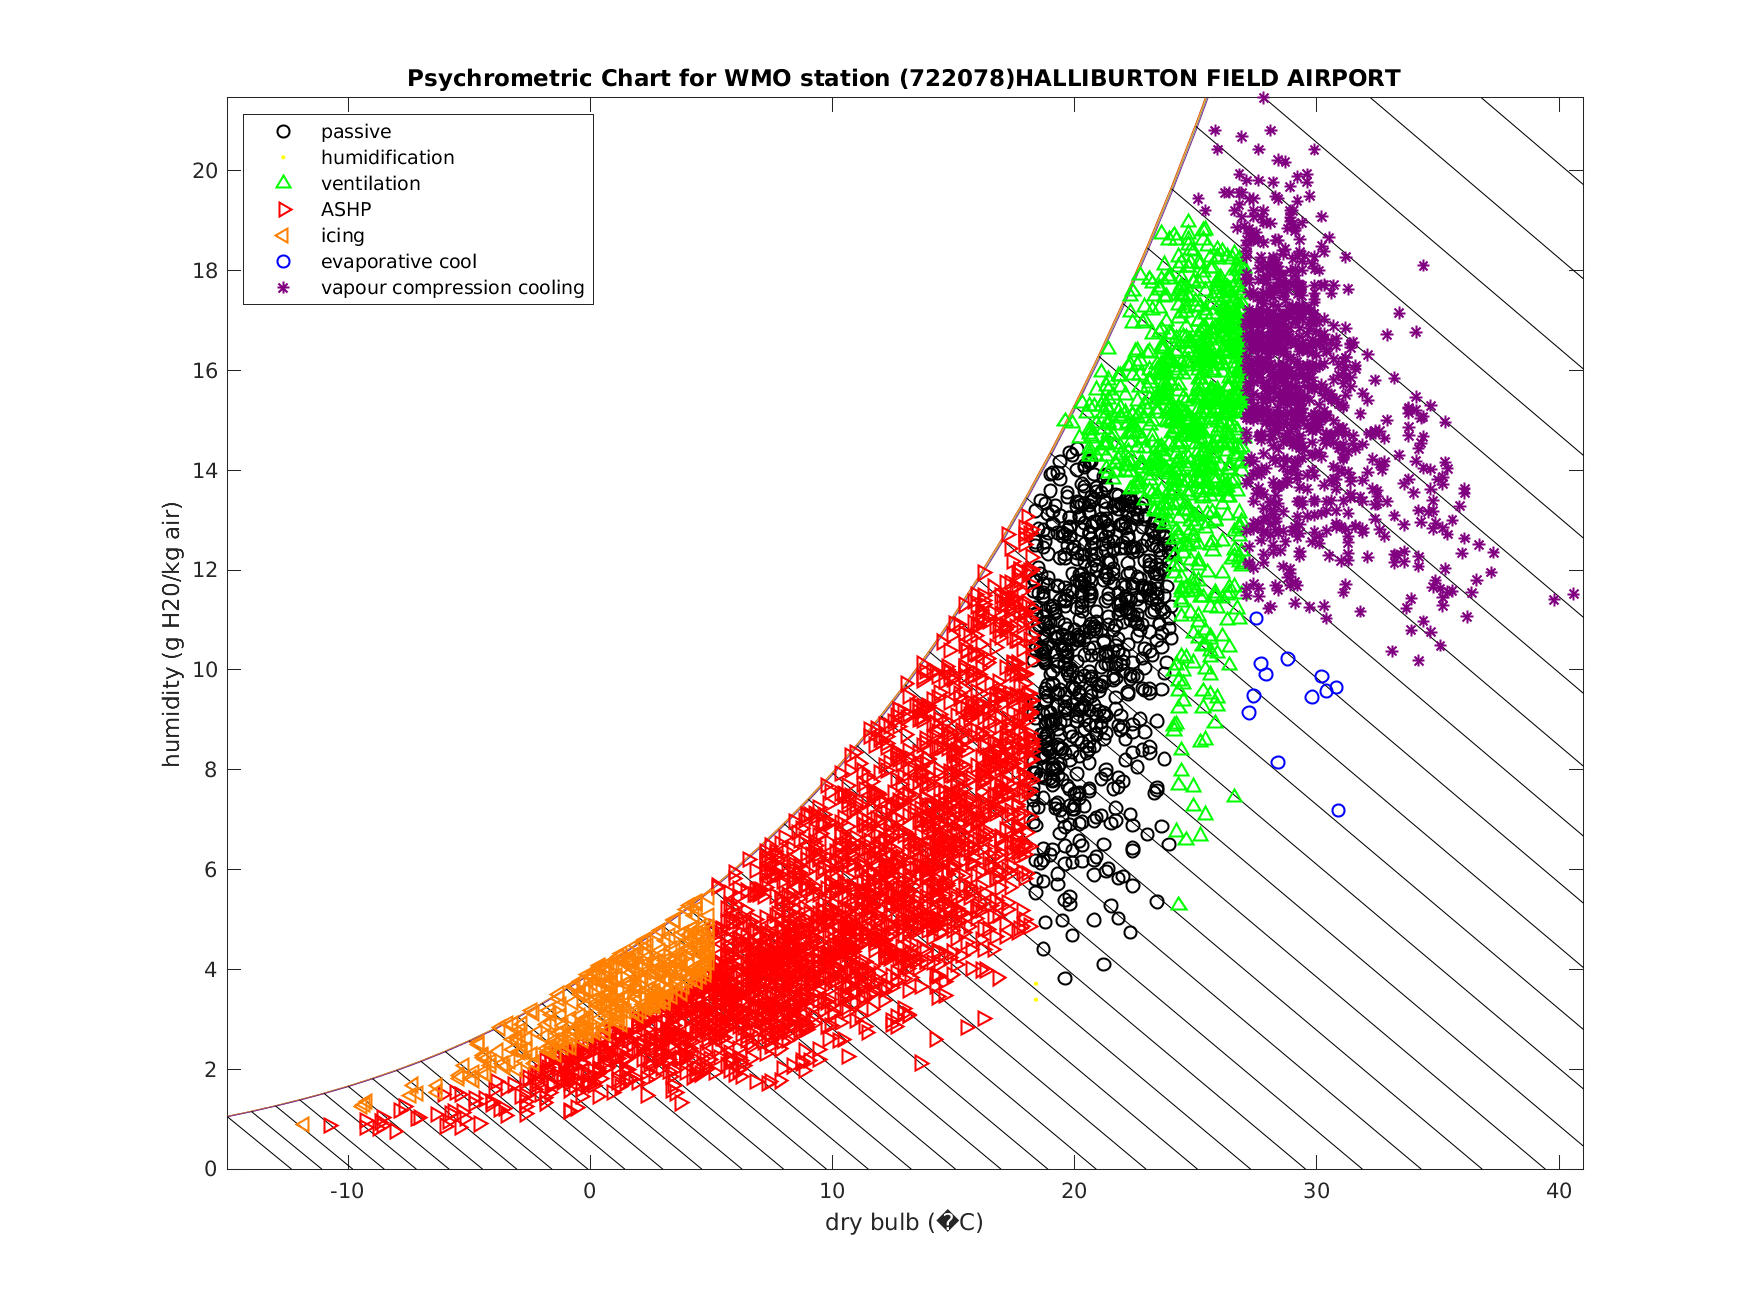 Psychrometric Chart for WMO station (722078)HALLIBURTON FIELD AIRPORT
passive
humidification
ventilation
ASHP
icing
evaporative cool
vapour compression cooling
humidity (g H20/kg air)
20
18
16
14
12
10
8
6
4
2
0
-10 0 10 20 30 40
dry bulb (�C)